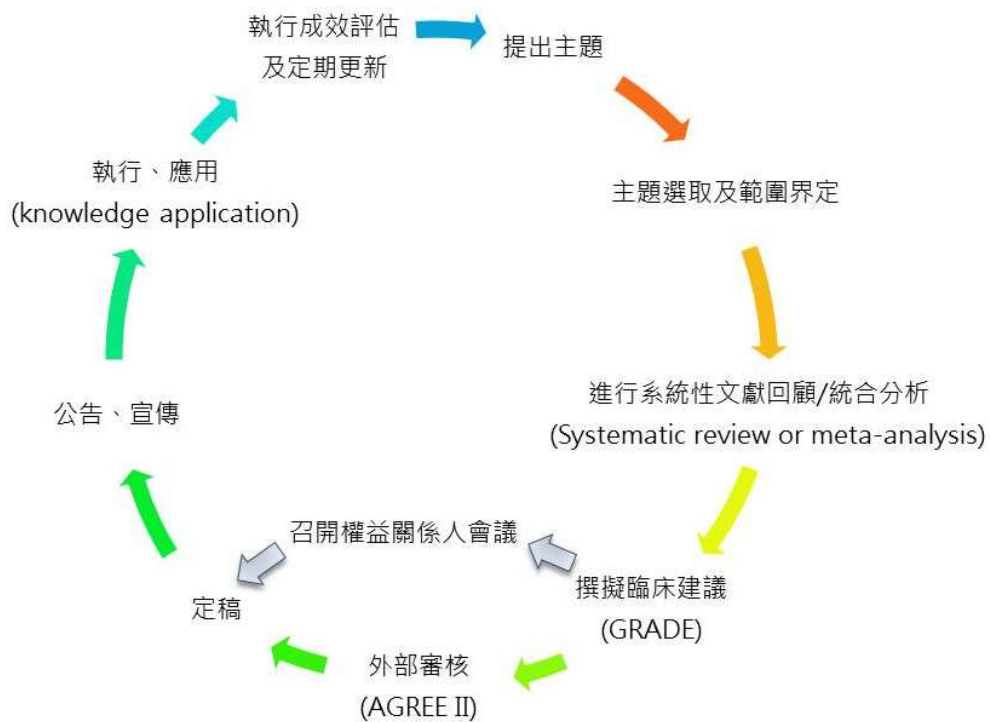 執行成效評估
及定期更新
提出主題
主題選取及範圍界定
進行系統性文獻回顧/統合分析
(Systematic review or meta-analysis)
撰擬臨床建議
(GRADE)
召開權益關係人會議
外部審核
(AGREE II)
定稿
公告、宣傳
執行、應用
(knowledge application)